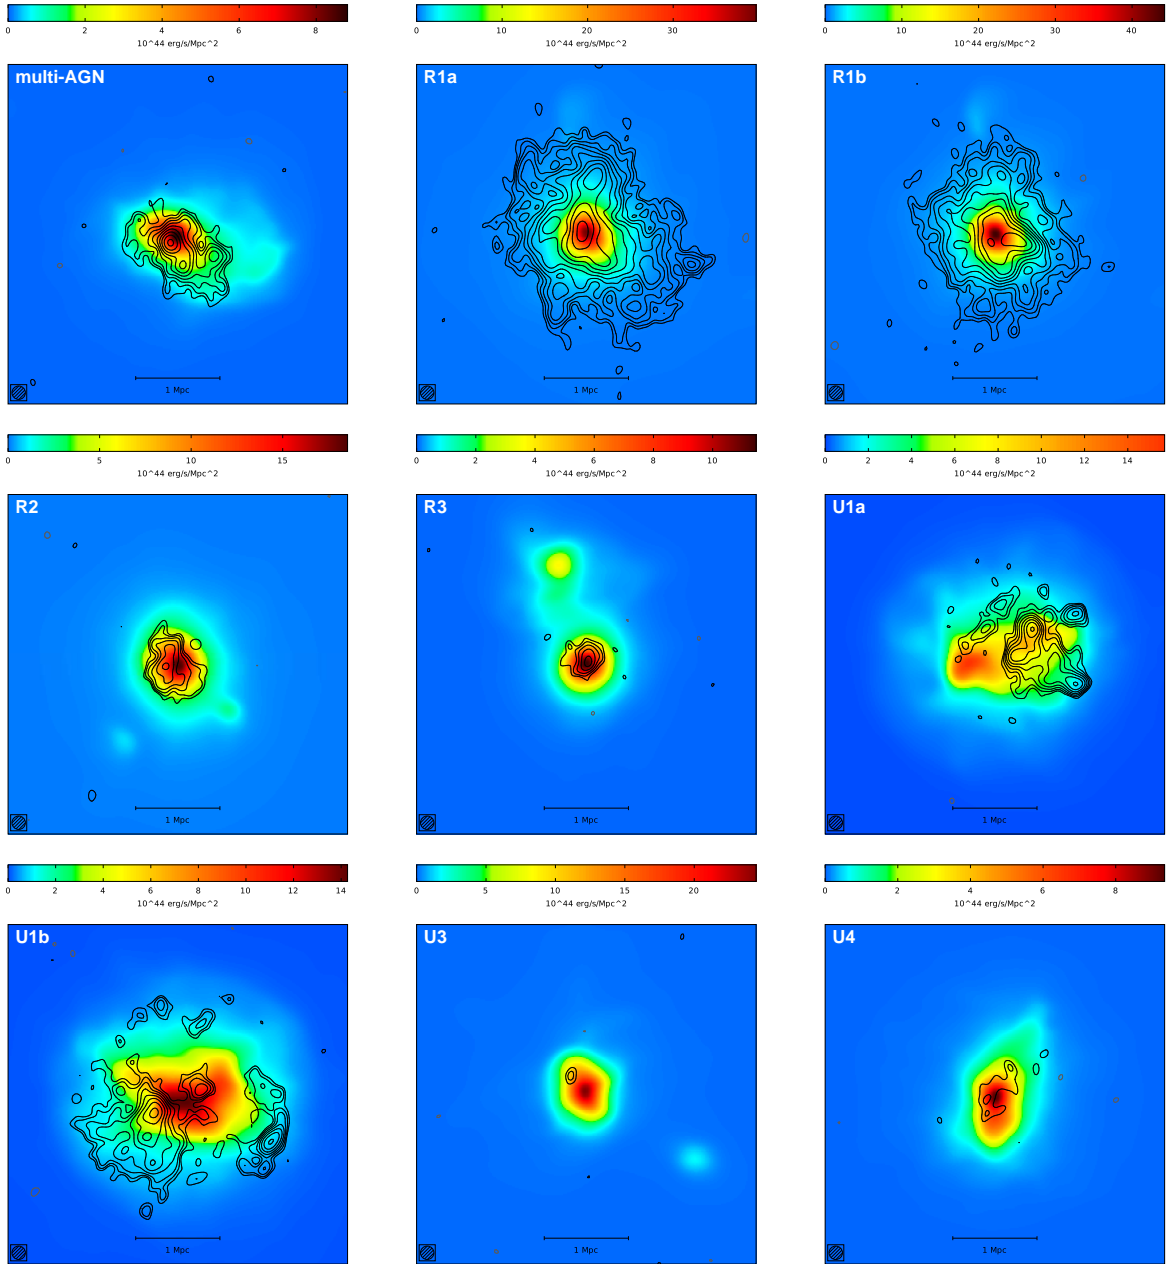 0 2 4 6 8
10^44 erg/s/Mpc^2
0 10 20 30
10^44 erg/s/Mpc^2
0 10 20 30 40
10^44 erg/s/Mpc^2
multi-AGN
1 Mpc
R1a
1 Mpc
R1b
1 Mpc
0 5 10 15
10^44 erg/s/Mpc^2
0 2 4 6 8 10
10^44 erg/s/Mpc^2
0 2 4 6 8 10 12 14
10^44 erg/s/Mpc^2
R2
1 Mpc
R3
1 Mpc
U1a
1 Mpc
0 2 4 6 8 10 12 14
10^44 erg/s/Mpc^2
0 5 10 15 20
10^44 erg/s/Mpc^2
0 2 4 6 8
10^44 erg/s/Mpc^2
U1b
1 Mpc
U3
1 Mpc
U4
1 Mpc